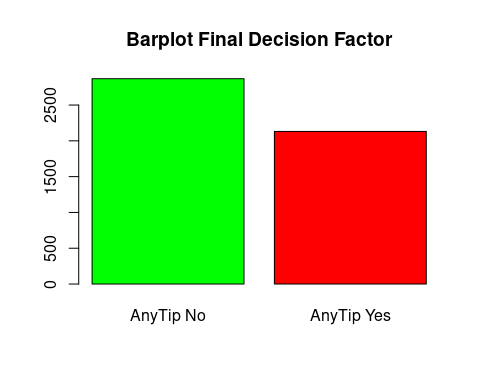 Barplot Final Decision Factor
2500
1500
500
0
AnyTip No
AnyTip Yes